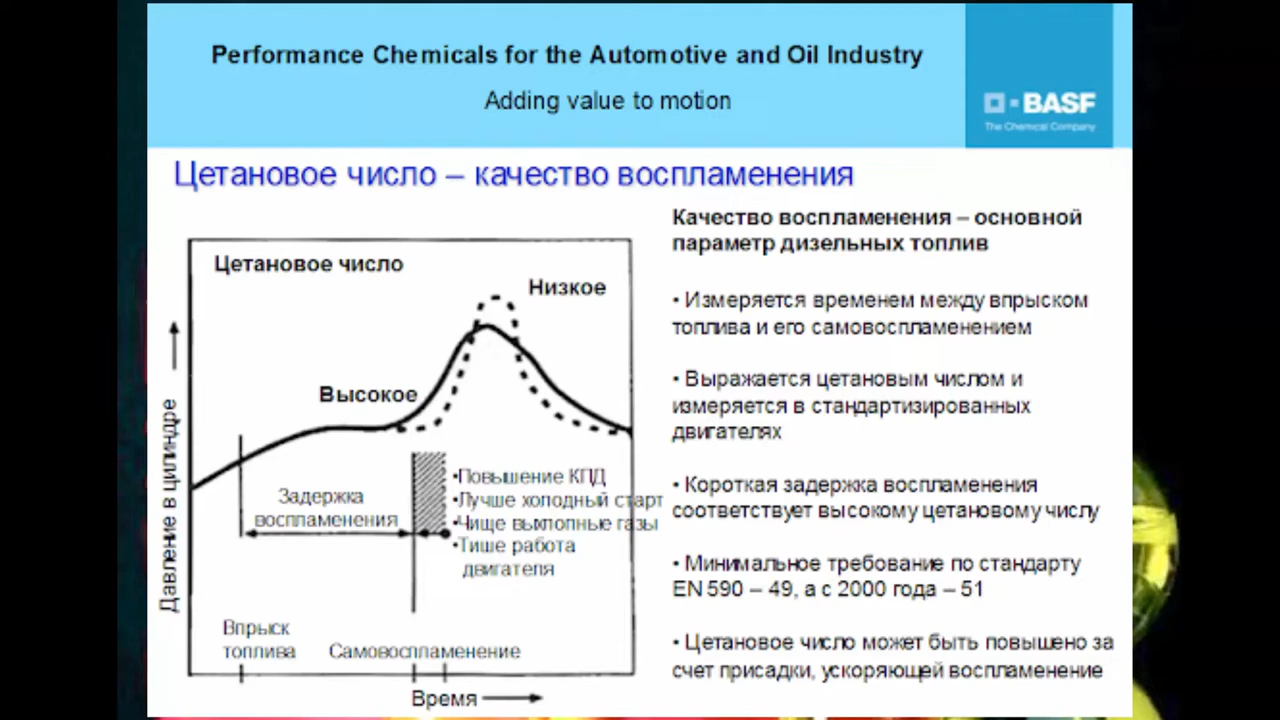 Performance Chemicals for the Automotive and Oil Industry
Adding value to motion
BASF
The Chemical Company
Цетановое число – качество воспламенения
Цетановое число
Низкое
Высокое
Давление в цилиндре
Задержка
воспламенения
•Повышение КПД
•Лучше холодный старт
•Чище выхлопные газы
•Тише работа
двигателя
Впрыск
топлива
Самовоспламенение
Время
Качество воспламенения – основной
параметр дизельных топлив
• Измеряется временем между впрыском
топлива и его самовоспламенением
• Выражается цетановым числом и
измеряется в стандартизированных
двигателях
• Короткая задержка воспламенения
соответствует высокому цетановому числу
• Минимальное требование по стандарту
EN 590 – 49, а с 2000 года – 51
• Цетановое число может быть повышено за
счет присадки, ускоряющей воспламенение